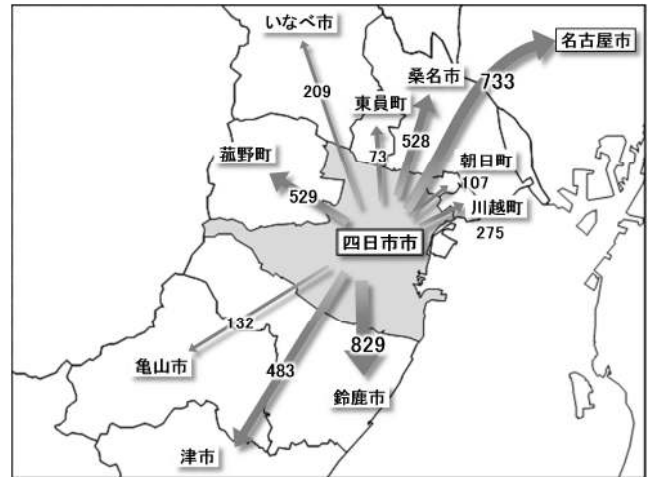 いなべ市
名古屋市
桑名市
733
東員町
209
528
菰野町
73
朝日町
107
529
川越町
275
四日市市
132
829
亀山市
483
鈴鹿市
津市